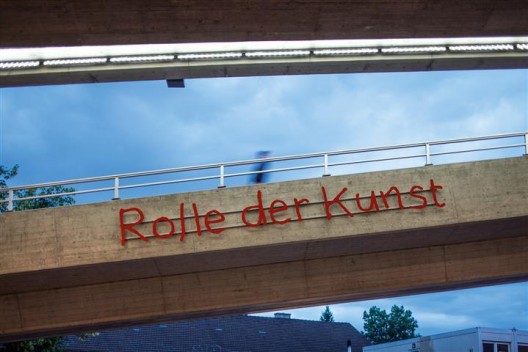 Rolle der Kunst